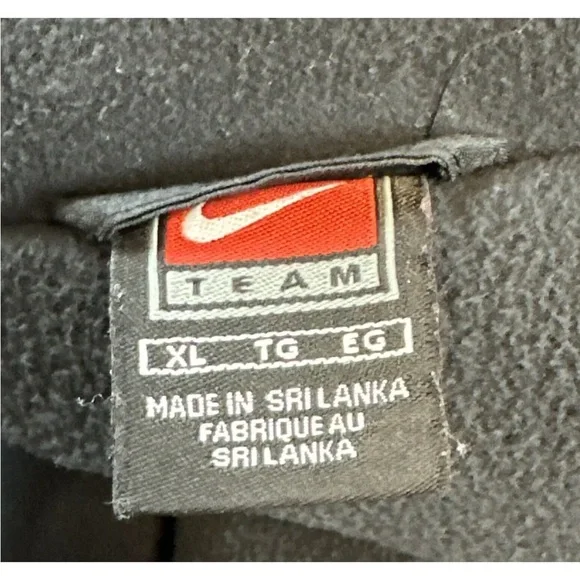 TEAM
XL TG EG
MADE IN SRI LANKA
FABRIQUE AU
SRI LANKA